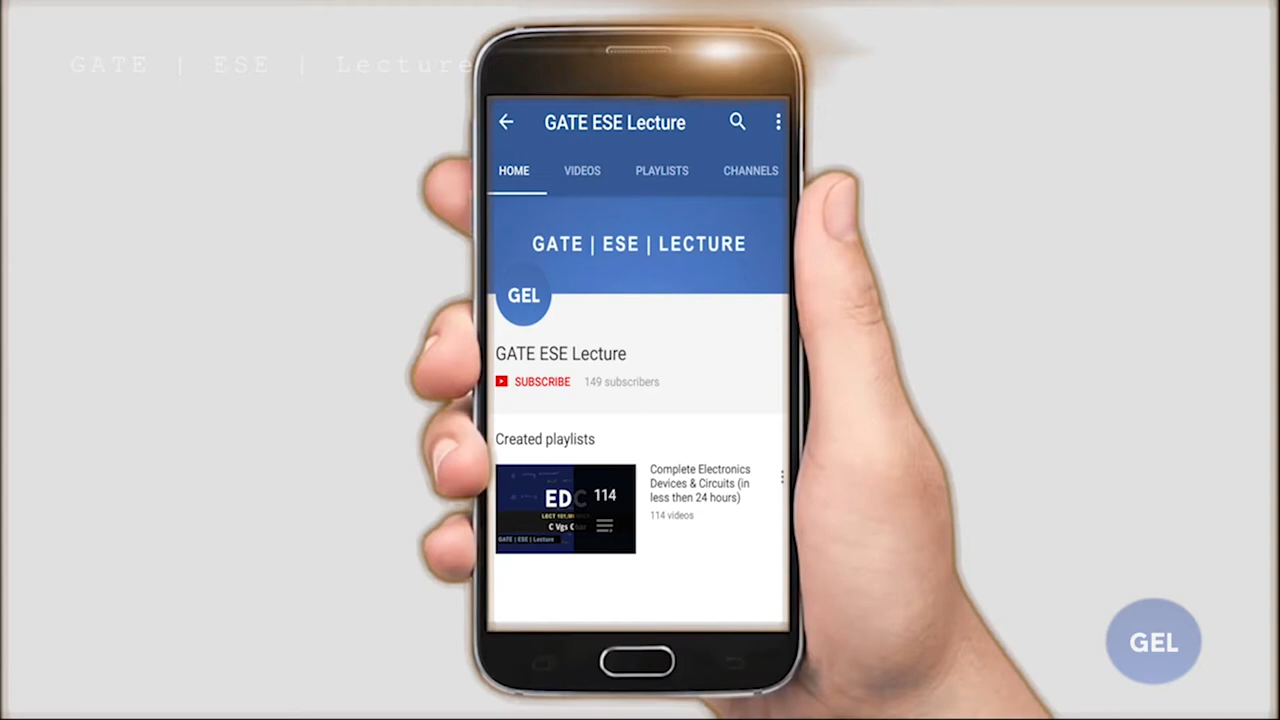 GATE | ESE | Lecture
GATE ESE Lecture
HOME VIDEOS PLAYLISTS CHANNELS
GATE | ESE | LECTURE
GEL
GATE ESE Lecture
SUBSCRIBE 149 subscribers
Created playlists
EDC 114
C Vgs C
GATE | ESE | Lecture
Complete Electronics
Devices & Circuits (in
less then 24 hours)
114 videos
GEL